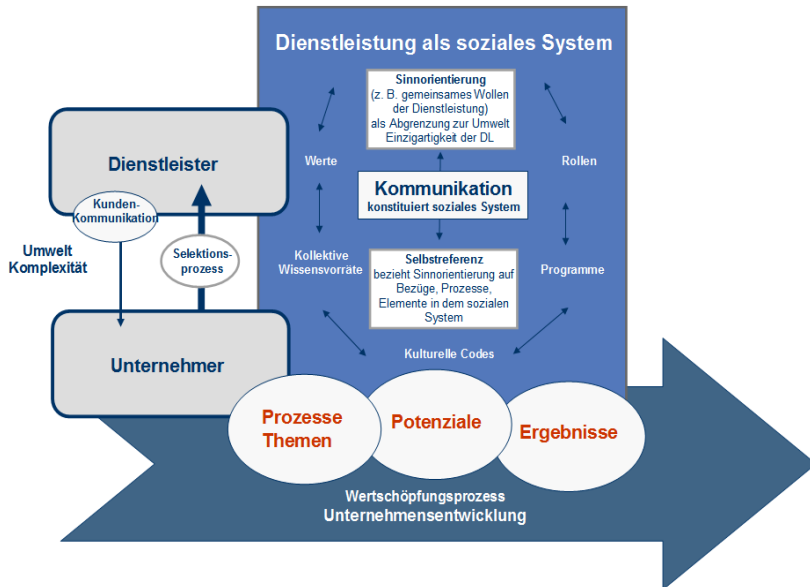 Dienstleistung als soziales System
Sinnorientierung
(z. B. gemeinsames Wollen
der Dienstleistung)
als Abgrenzung zur Umwelt
Einzigartigkeit der DL
Dienstleister
Werte
Rollen
Kommunikation
konstituiert soziales System
Kunden-
Kommunikation
Umwelt
Komplexität
Selektions-
prozess
Kollektive
Wissensvorräte
Selbstreferenz
bezieht Sinnorientierung auf
Bezüge, Prozesse,
Elemente in dem sozialen
System
Programme
Unternehmer
Kulturelle Codes
Prozesse
Themen
Potenziale
Ergebnisse
Wertschöpfungsprozess
Unternehmensentwicklung